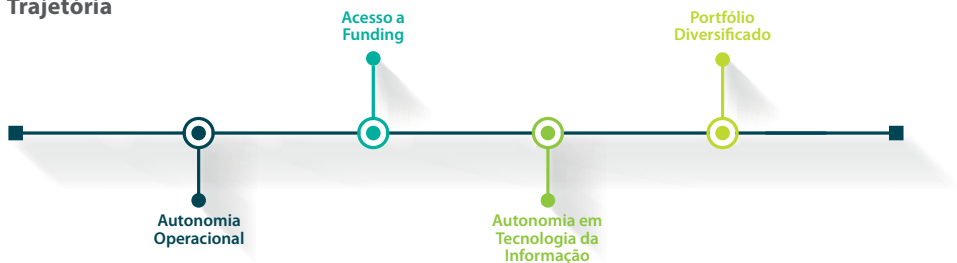 Trajetória
Acesso a
Funding
Portfólio
Diversificado
Autonomia
Operacional
Autonomia em
Tecnologia da
Informação